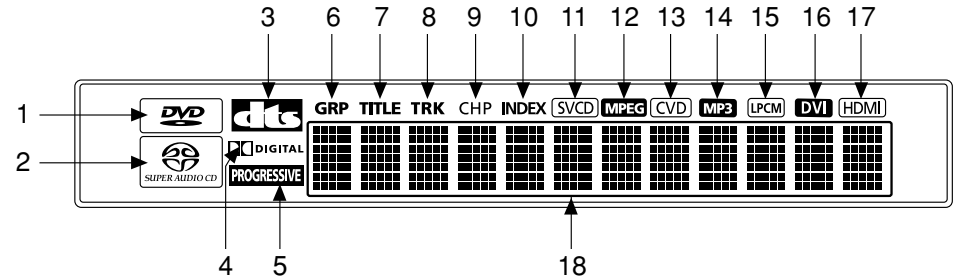 3 6 7 8 9 10 11 12 13 14 15 16 17
1 DVD dts GRP TITLE TRK CHP INDEX SVCD MPEG CVD MP3 LPCM DVI HDMI
2 SUPER AUDIO CD DIGITAL
PROGRESSIVE
4 5 18